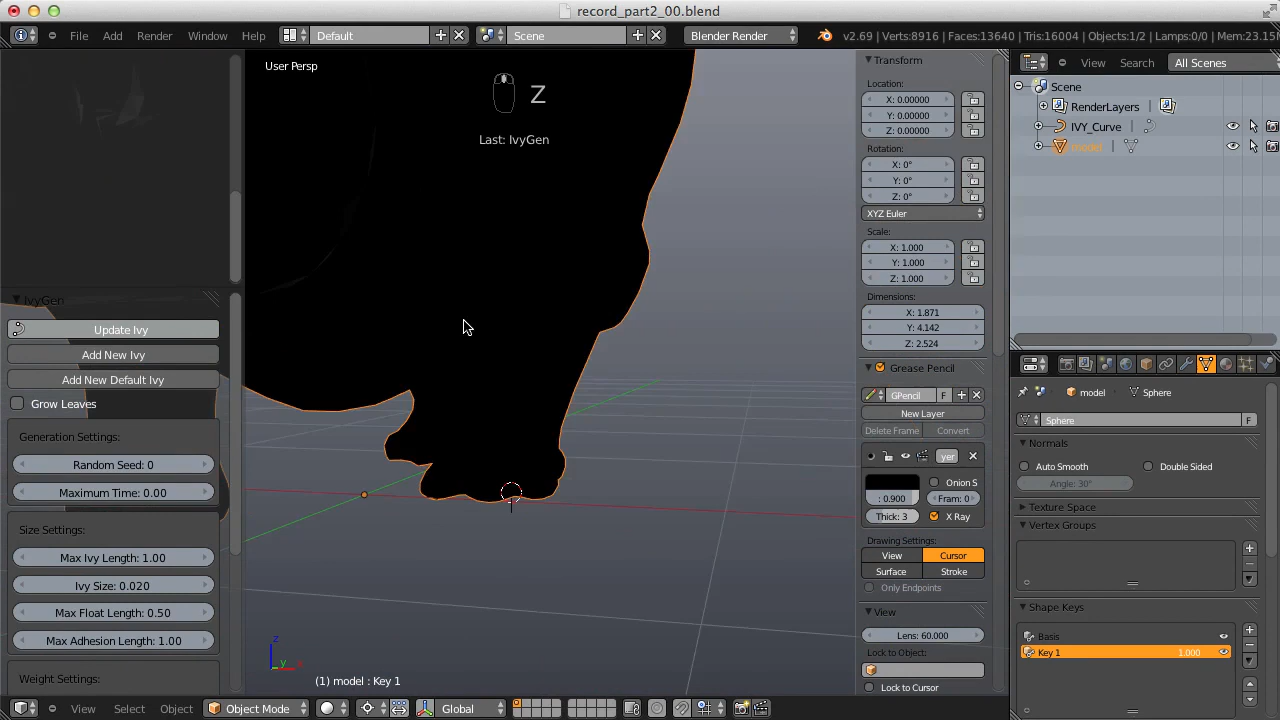 record_part2_00.blend
File Add Render Window Help Default Scene Blender Render v2.69 | Verts:8916 | Faces:13640 | Tris:16004 | Objects:1/2 | Lamps:0/0 | Mem:23.15
User Persp
Z
Last: IvyGen
IvyGen
Update Ivy
Add New Ivy
Add New Default Ivy
Grow Leaves
Generation Settings:
Random Seed: 0
Maximum Time: 0.00
Size Settings:
Max Ivy Length: 1.00
Ivy Size: 0.020
Max Float Length: 0.50
Max Adhesion Length: 1.00
Weight Settings:
z
y
x
(1) model : Key 1
View Select Object Object Mode Global
Transform
Location:
X: 0.00000
Y: 0.00000
Z: 0.00000
Rotation:
X: 0°
Y: 0°
Z: 0°
XYZ Euler
Scale:
X: 1.000
Y: 1.000
Z: 1.000
Dimensions:
X: 1.871
Y: 4.142
Z: 2.524
Grease Pencil
GPencil F
New Layer
Delete Frame Convert
yer
Onion S
: 0.900 Fram: 0
Thick: 3 X Ray
Drawing Settings:
View Cursor
Surface Stroke
Only Endpoints
View
Lens: 60.000
Lock to Object:
Lock to Cursor
View Search All Scenes
Scene
RenderLayers |
IVY_Curve |
model |
model Sphere
Sphere F
Normals
Auto Smooth Double Sided
Angle: 30°
Texture Space
Vertex Groups
Shape Keys
Basis
Key 1 1.000